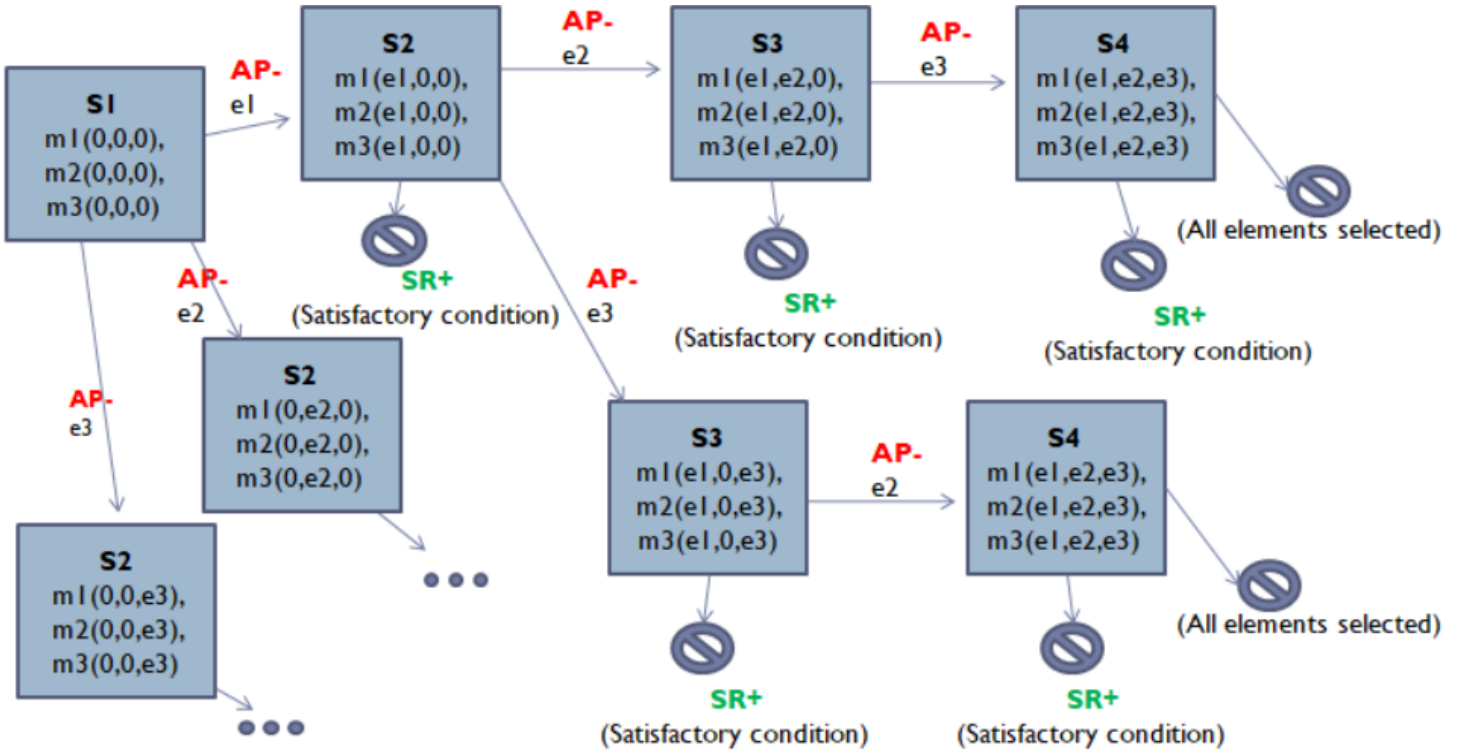 S1
m1(0,0,0),
m2(0,0,0),
m3(0,0,0)
AP-
e1
S2
m1(e1,0,0),
m2(e1,0,0),
m3(e1,0,0)
AP-
e2
S3
m1(e1,e2,0),
m2(e1,e2,0),
m3(e1,e2,0)
AP-
e3
S4
m1(e1,e2,e3),
m2(e1,e2,e3),
m3(e1,e2,e3)
(All elements selected)
SR+
(Satisfactory condition)
SR+
(Satisfactory condition)
SR+
(Satisfactory condition)
AP-
e2
AP-
e3
AP-
e3
S2
m1(0,e2,0),
m2(0,e2,0),
m3(0,e2,0)
S2
m1(0,0,e3),
m2(0,0,e3),
m3(0,0,e3)
S3
m1(e1,0,e3),
m2(e1,0,e3),
m3(e1,0,e3)
AP-
e2
S4
m1(e1,e2,e3),
m2(e1,e2,e3),
m3(e1,e2,e3)
(All elements selected)
SR+
(Satisfactory condition)
SR+
(Satisfactory condition)